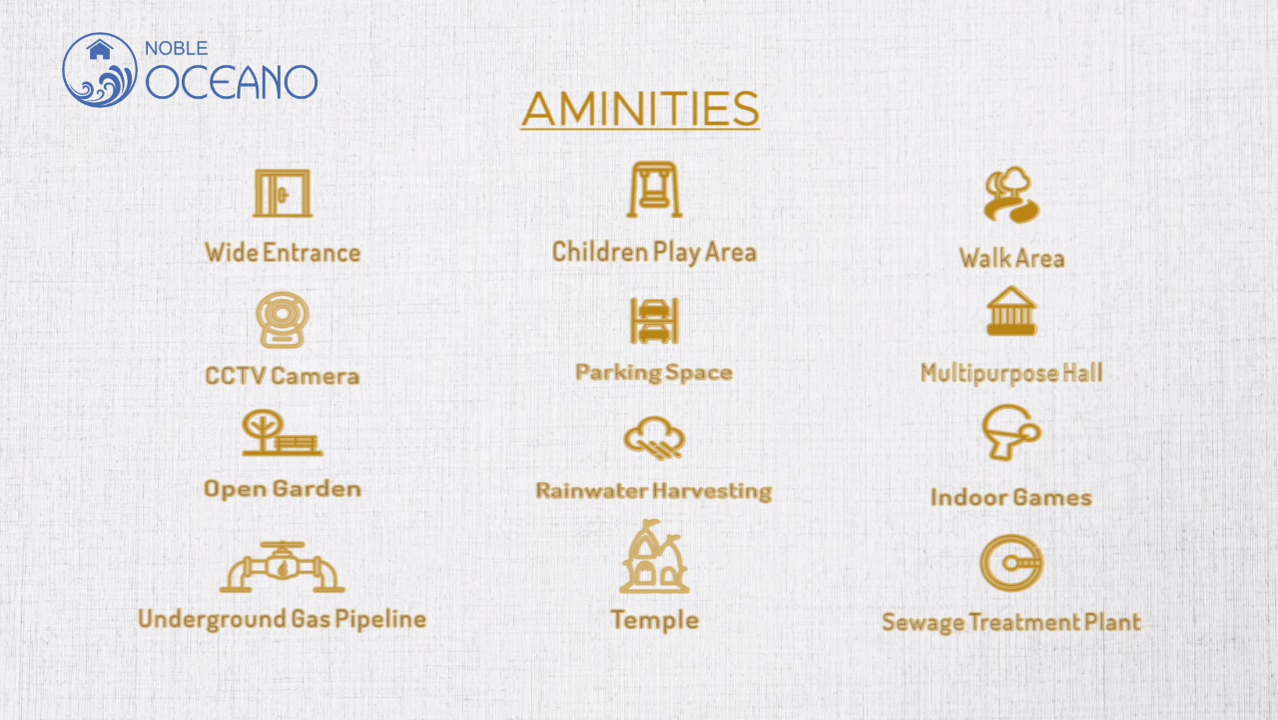 NOBLE
OCEANO
AMINITIES
Wide Entrance
Children Play Area
Walk Area
CCTV Camera
Parking Space
Multipurpose Hall
Open Garden
Rainwater Harvesting
Indoor Games
Underground Gas Pipeline
Temple
Sewage Treatment Plant